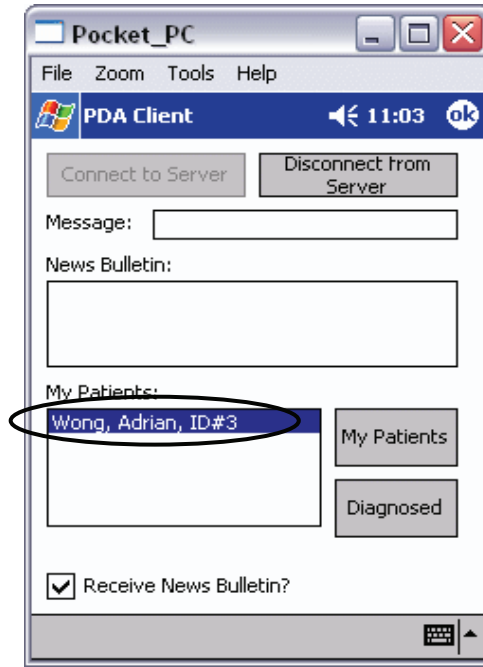 Pocket_PC
File Zoom Tools Help
PDA Client 11:03 ok
Connect to Server
Disconnect from
Server
Message:
News Bulletin:
My Patients:
Wong, Adrian, ID#3
My Patients
Diagnosed
Receive News Bulletin?